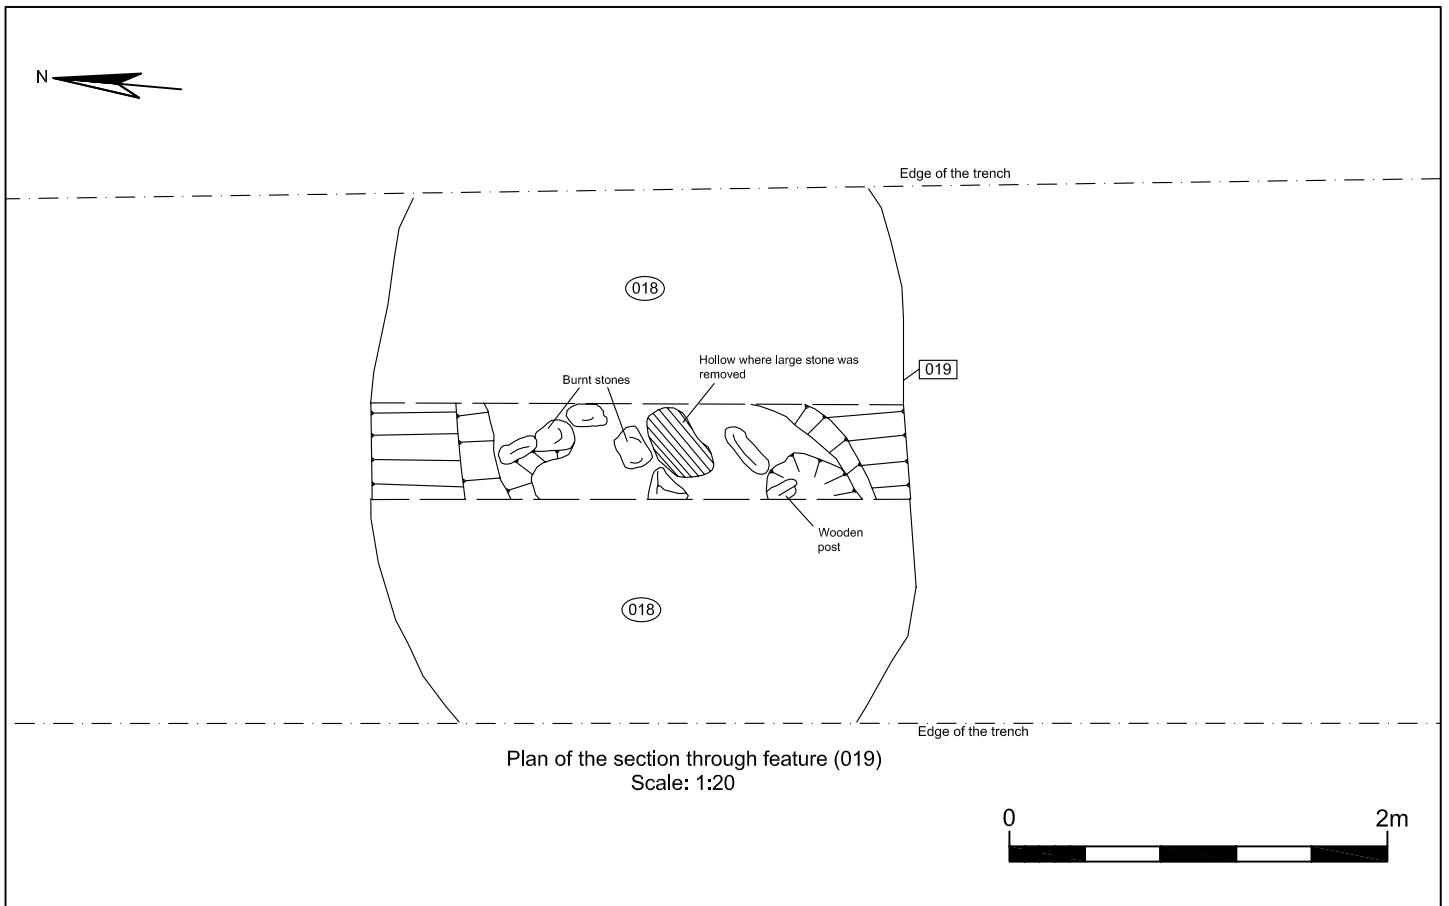 N
Edge of the trench
018
Hollow where large stone was
removed
019
Burnt stones
Wooden
post
018
Edge of the trench
Plan of the section through feature (019)
Scale: 1:20
0 2m